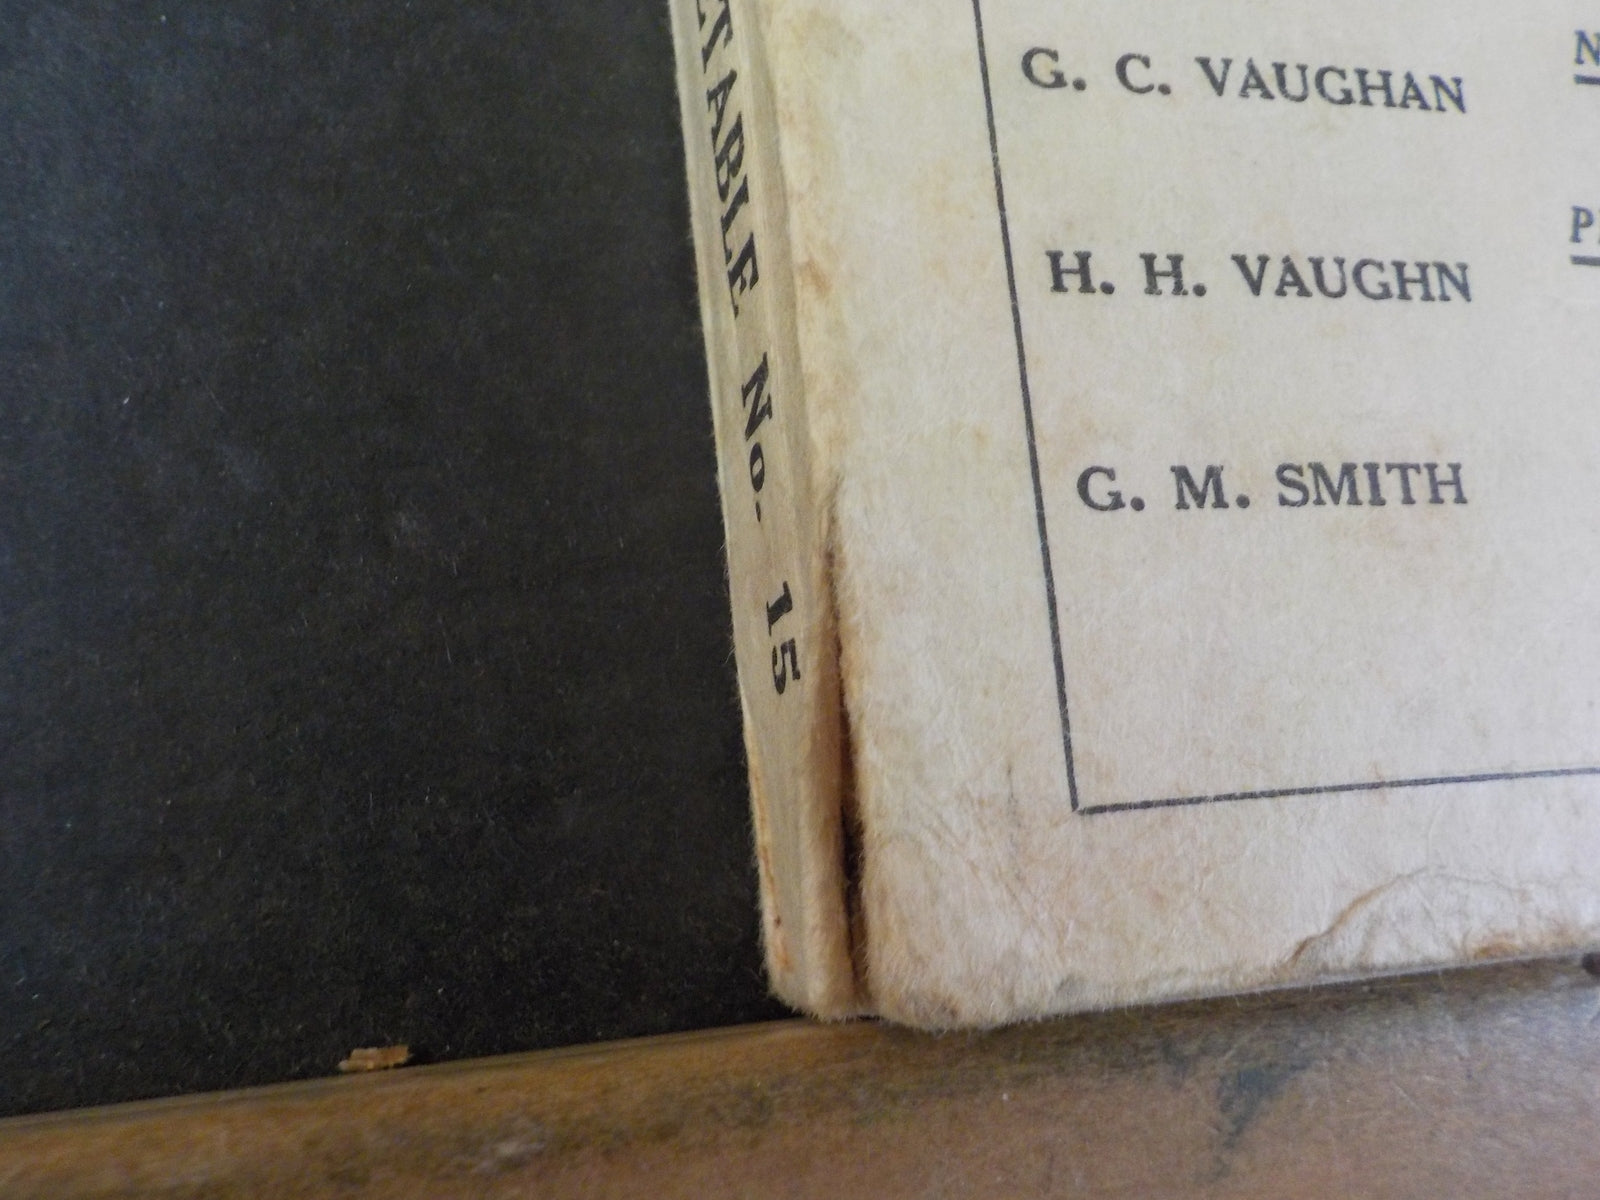 G. C. VAUGHAN
H. H. VAUGHN
G. M. SMITH
No. 15